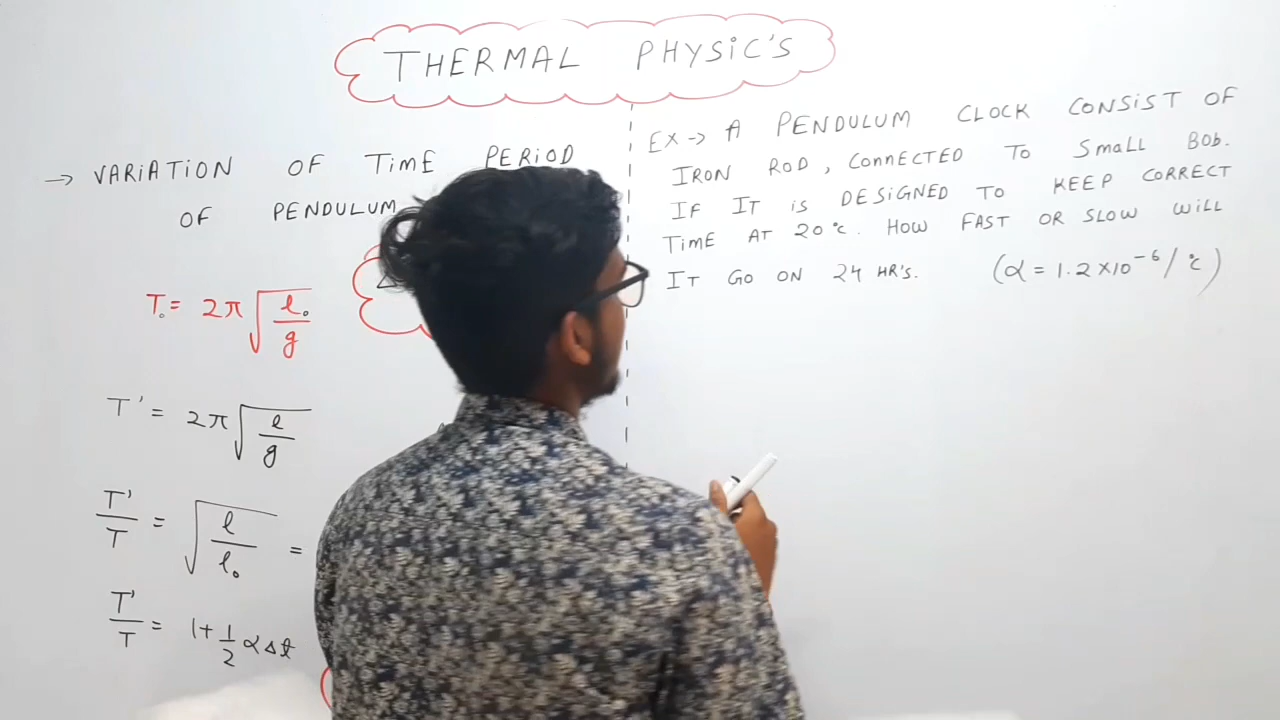 THERMAL PHYSIC'S
→ VARIATION OF TIME PERIOD
OF PENDULUM
T₀ = 2π√(l₀/g)
T' = 2π√(l/g)
T'/T = √(l/l₀) =
T'/T = 1+1/2 α Δt
EX → A PENDULUM CLOCK CONSIST OF
IRON ROD, CONNECTED TO SMALL BOB.
IF IT IS DESIGNED TO KEEP CORRECT
TIME AT 20°C. HOW FAST OR SLOW WILL
IT GO ON 24 HR'S. (α = 1.2×10⁻⁶/°C)